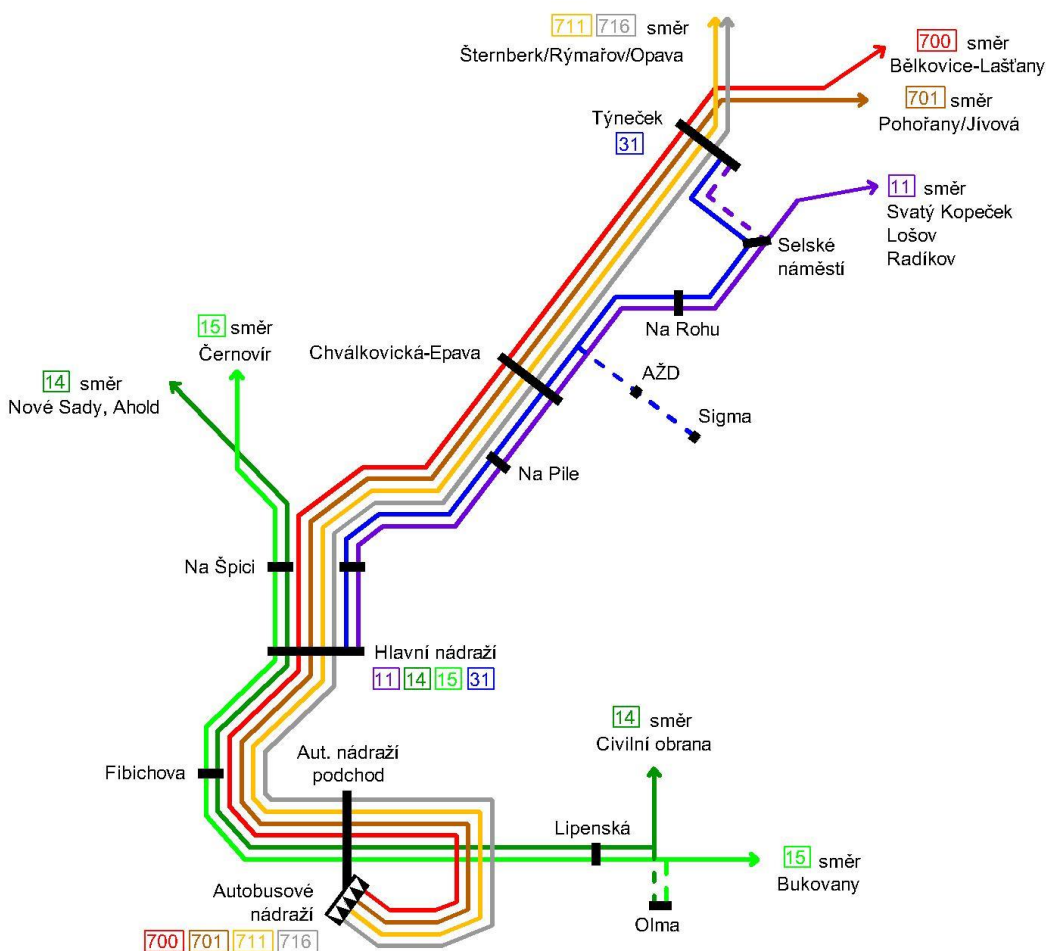 711 716 směr
Šternberk/Rýmařov/Opava
700 směr
Bělkovice-Lašťany
701 směr
Pohořany/Jívová
Týneček
31
11 směr
Svatý Kopeček
Lošov
Radíkov
Selské
náměstí
Na Rohu
15 směr
Černovír
Chválkovická-Epava
14 směr
Nové Sady, Ahold
AŽD
Sigma
Na Pile
Na Špici
Hlavní nádraží
11 14 15 31
14 směr
Civilní obrana
Aut. nádraží
podchod
Fibichova
Lipenská
15 směr
Bukovany
Autobusové
nádraží
Olma
700 701 711 716